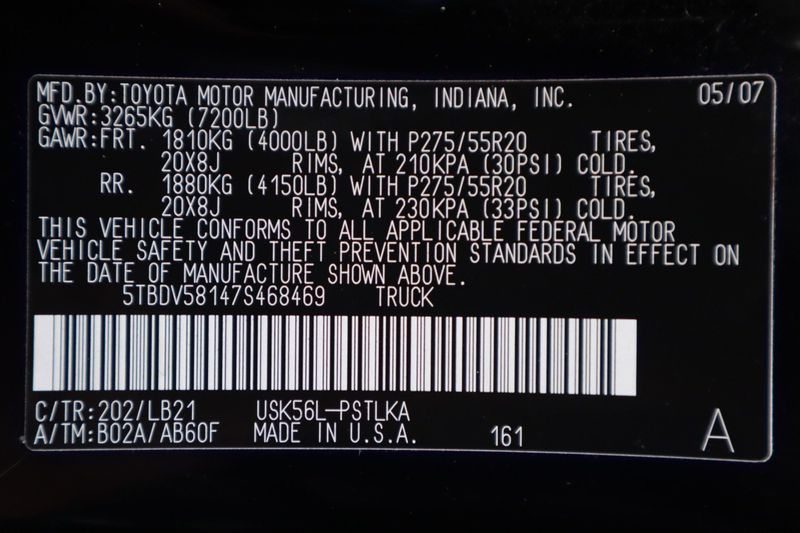 MFD.BY:TOYOTA MOTOR MANUFACTURING, INDIANA, INC. 05/07
GVWR:3265KG (7200LB)
GAWR:FRT. 1810KG (4000LB) WITH P275/55R20 TIRES,
20X8J RIMS, AT 210KPA (30PSI) COLD.
RR. 1880KG (4150LB) WITH P275/55R20 TIRES,
20X8J RIMS, AT 230KPA (33PSI) COLD.
THIS VEHICLE CONFORMS TO ALL APPLICABLE FEDERAL MOTOR
VEHICLE SAFETY AND THEFT PREVENTION STANDARDS IN EFFECT ON
THE DATE OF MANUFACTURE SHOWN ABOVE.
5TBDV58147S468469 TRUCK
C/TR:202/LB21 USK56L-PSTLKA
A/TM:B02A/AB60F MADE IN U.S.A. 161 A